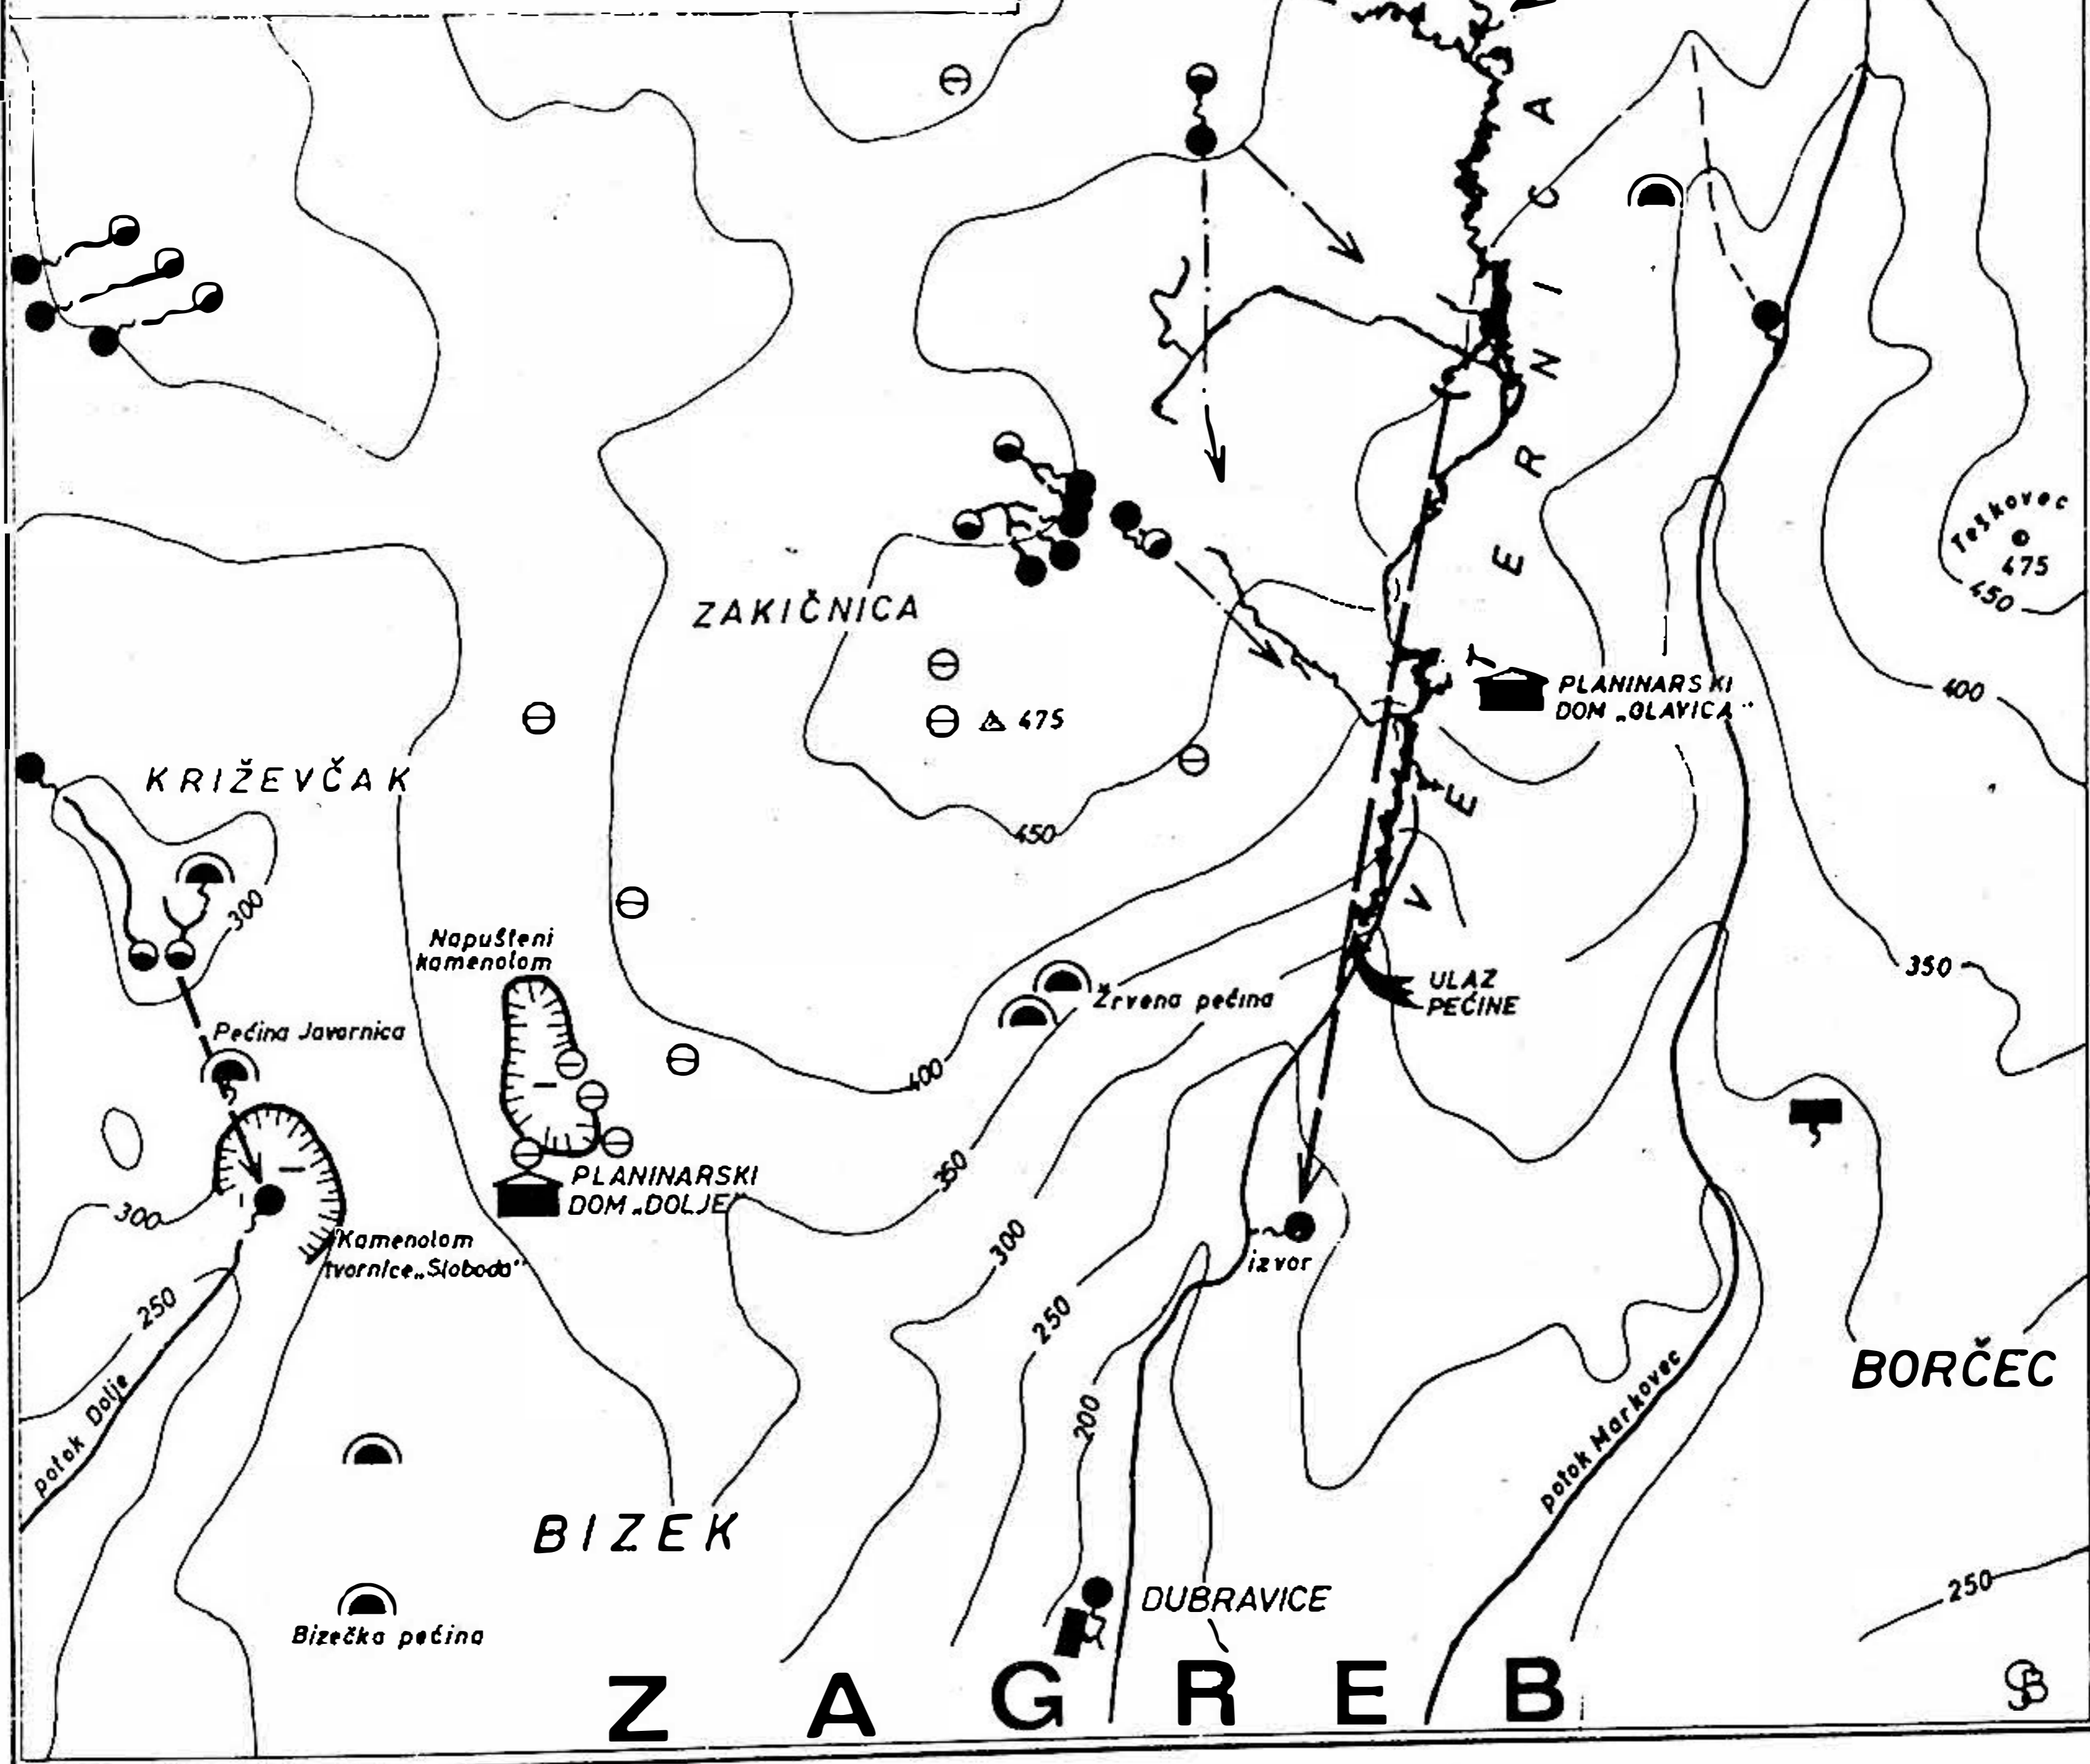 VETERNICA
Teškovec
475
450
ZAKIČNICA
PLANINARSKI
DOM „GLAVICA"
400
475
KRIŽEVČAK
450
300
Napušteni
kamenolom
350
ULAZ
PEĆINE
Žrvena pećina
Pećina Javornica
400
PLANINARSKI
DOM „DOLJE"
350
300
300
Kamenolom
tvornice „Sloboda"
izvor
250
250
potok Dolje
200
potok Markovec
BORČEC
BIZEK
250
DUBRAVICE
Bizečka pećina
ZAGREB